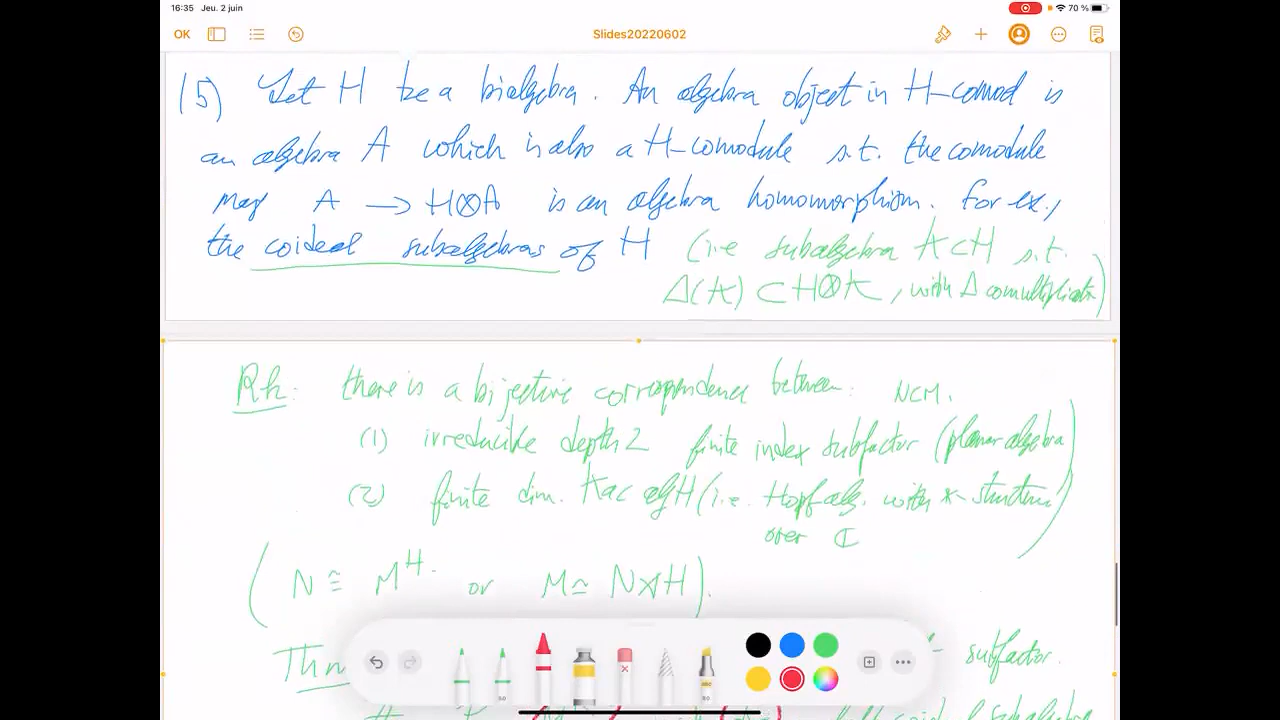 16:35 Jeu. 2 juin
70 %
OK
Slides20220602
(5) Let H be a bialgebra. An algebra object in H-comod is
an algebra A which is also a H-comodule s.t. the comodule
map A → H⊗A is an algebra homomorphism. For ex.,
the coideal subalgebras of H (i.e subalgebra K⊂H s.t.
Δ(K) ⊂ H⊗K, with Δ comultiplication)
Rk: there is a bijective correspondence between: N⊂M.
(1) irreducible depth 2 finite index subfactor (planar algebra)
(2) finite dim. Kac alg H (i.e. Hopf alg. with *-structure
over ℂ)
(N ≅ M^H or M ≃ N⋊H).
Thm subfactor.
coideal subalgebra